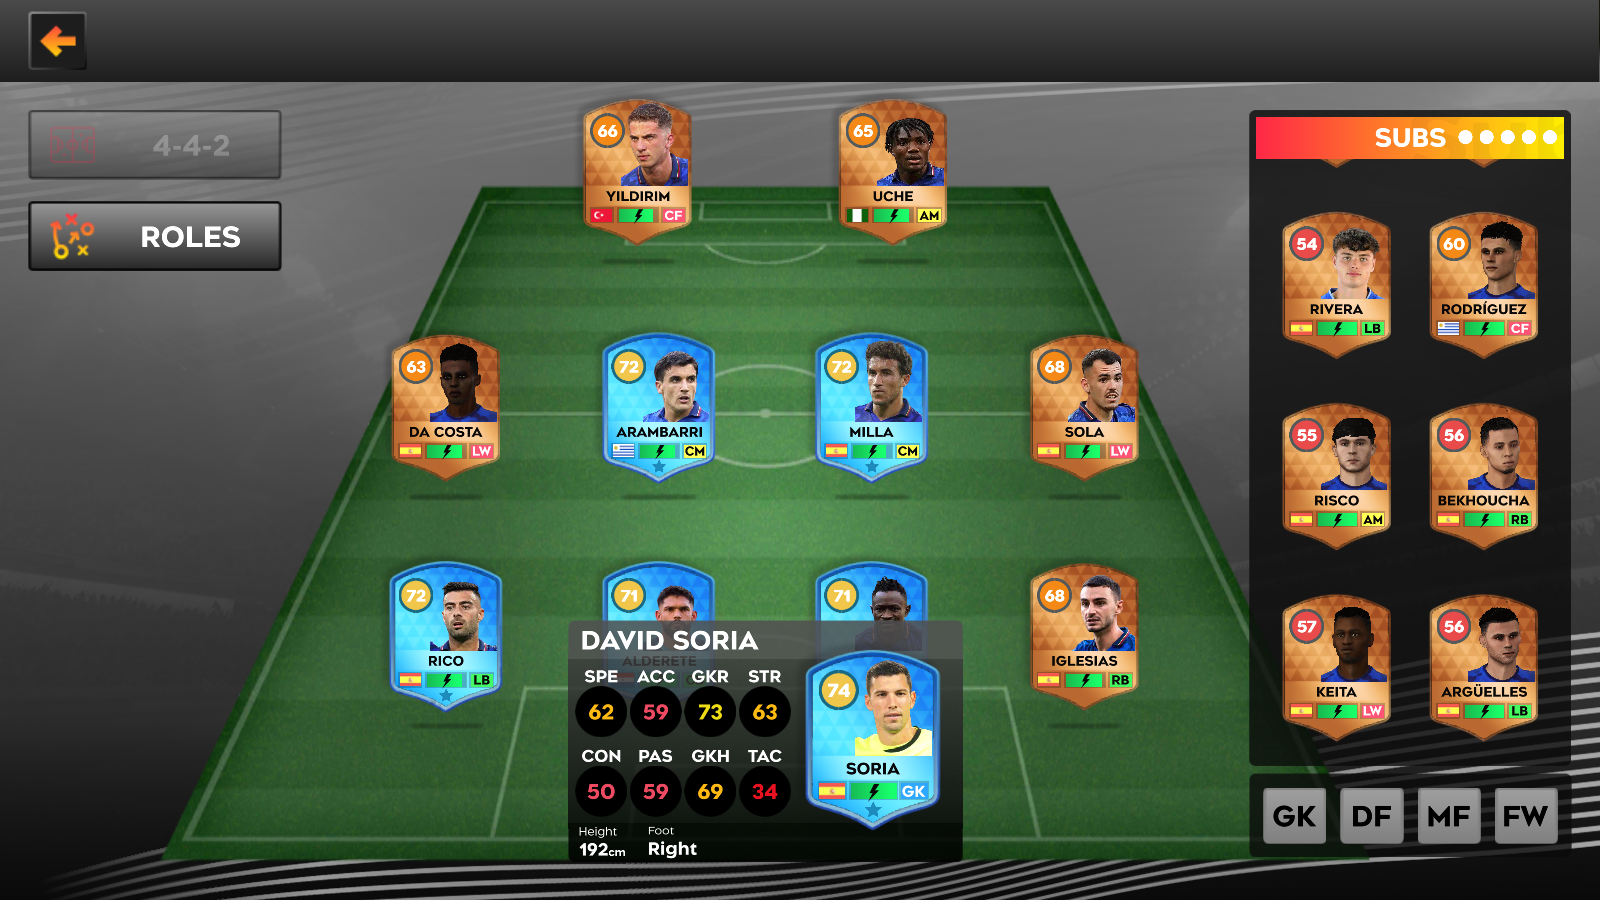 4-4-2
ROLES
66
YILDIRIM
CF
65
UCHE
AM
63
DA COSTA
LW
72
ARAMBARRI
CM
72
MILLA
CM
68
SOLA
LW
72
RICO
LB
71
ALDERETE
71
68
IGLESIAS
RB
DAVID SORIA
SPE ACC GKR STR
62 59 73 63
CON PAS GKH TAC
50 59 69 34
Height Foot
192cm Right
74
SORIA
GK
SUBS
54
RIVERA
LB
60
RODRÍGUEZ
CF
55
RISCO
AM
56
BEKHOUCHA
RB
57
KEITA
LW
56
ARGÜELLES
LB
GK DF MF FW